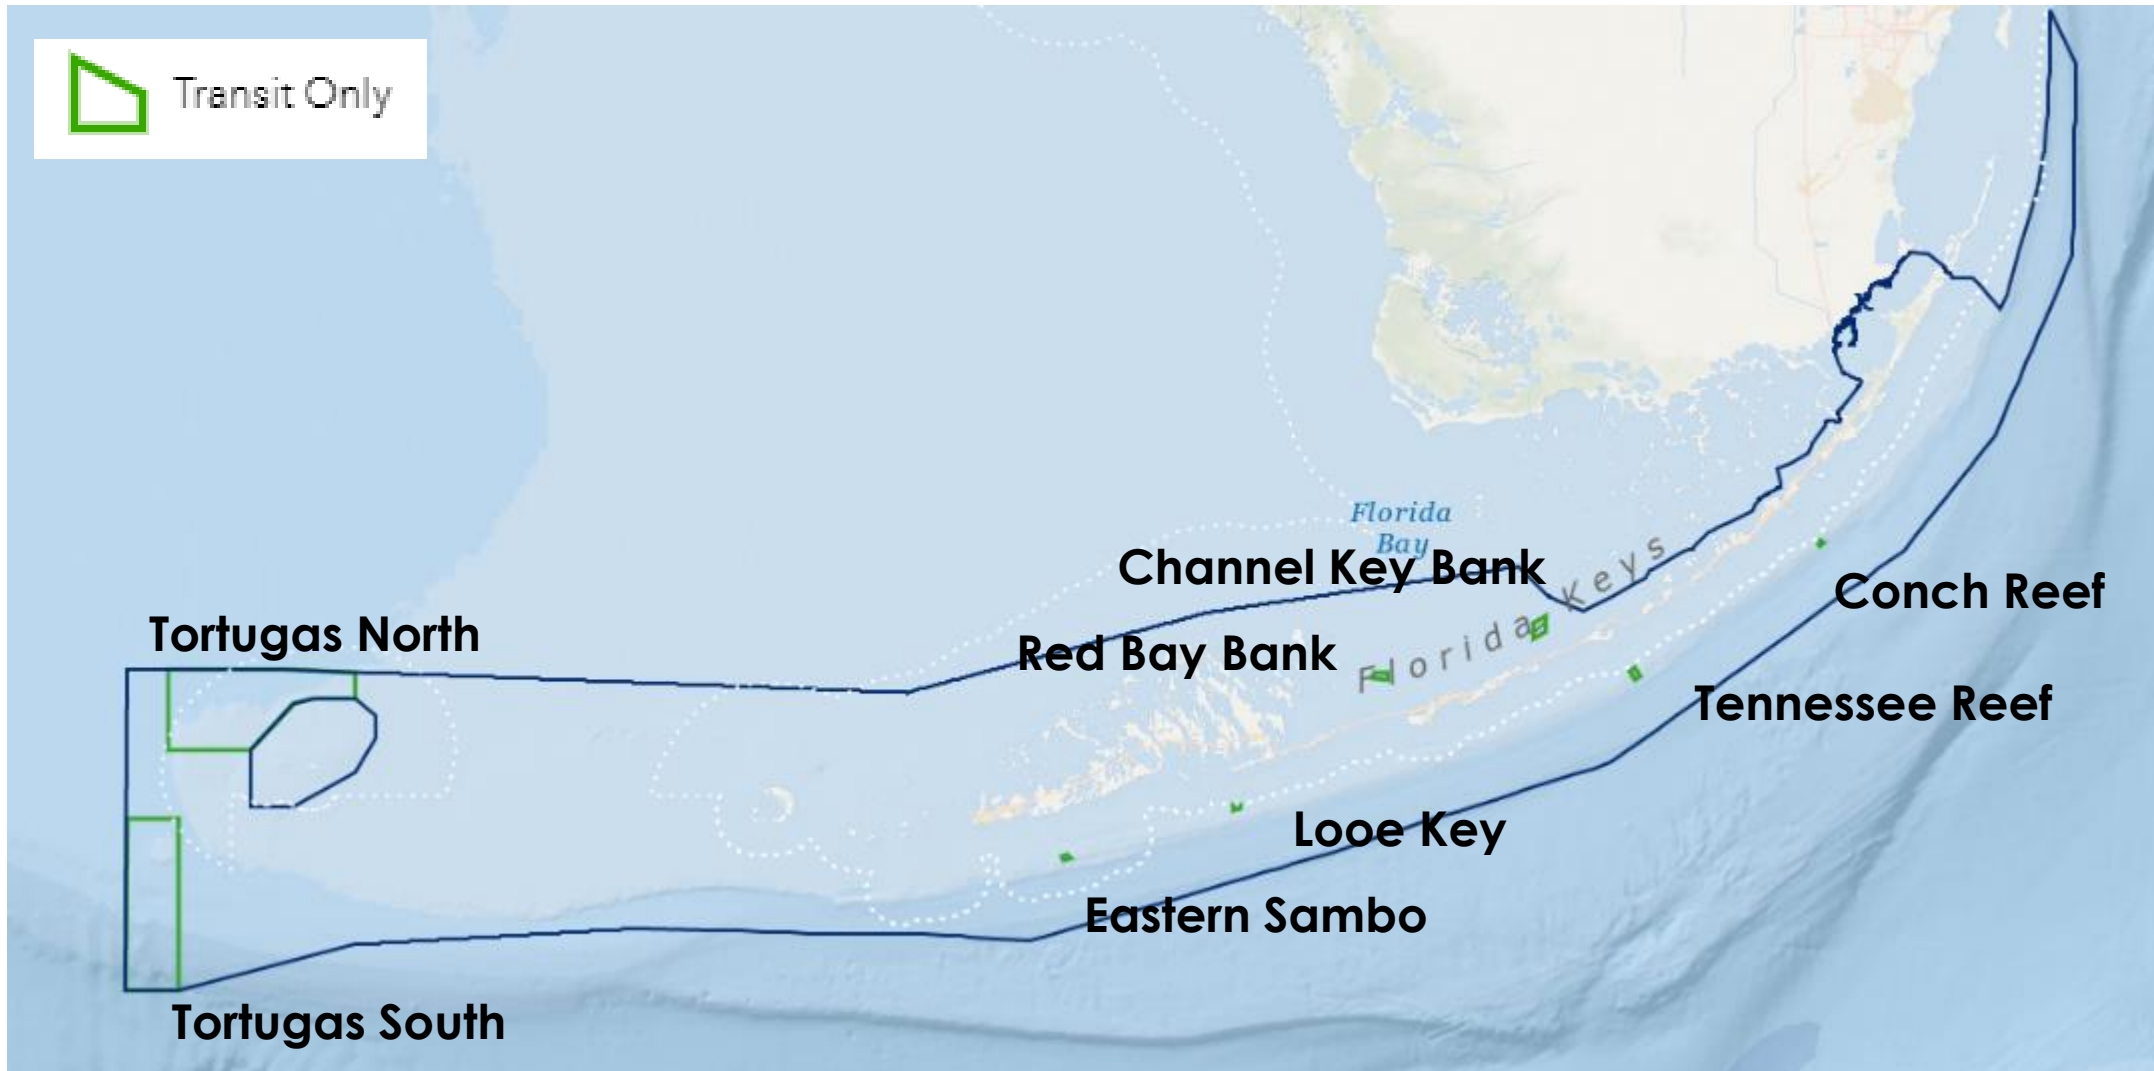 Transit Only
Florida
Bay
Channel Key Bank
Florida Keys
Conch Reef
Tortugas North
Red Bay Bank
Tennessee Reef
Looe Key
Eastern Sambo
Tortugas South